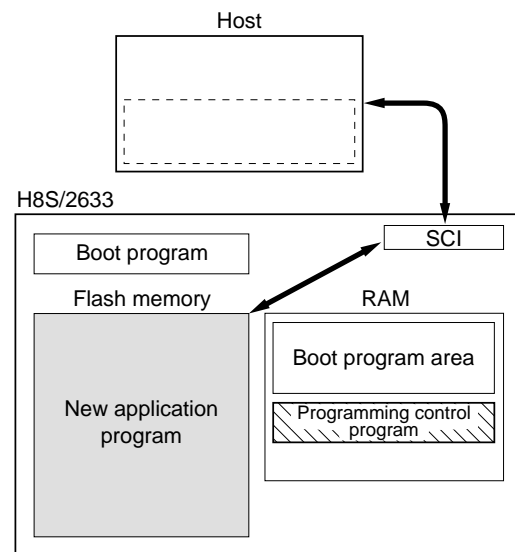 Host
H8S/2633
SCI
Boot program
Flash memory
RAM
Boot program area
New application
program
Programming control
program